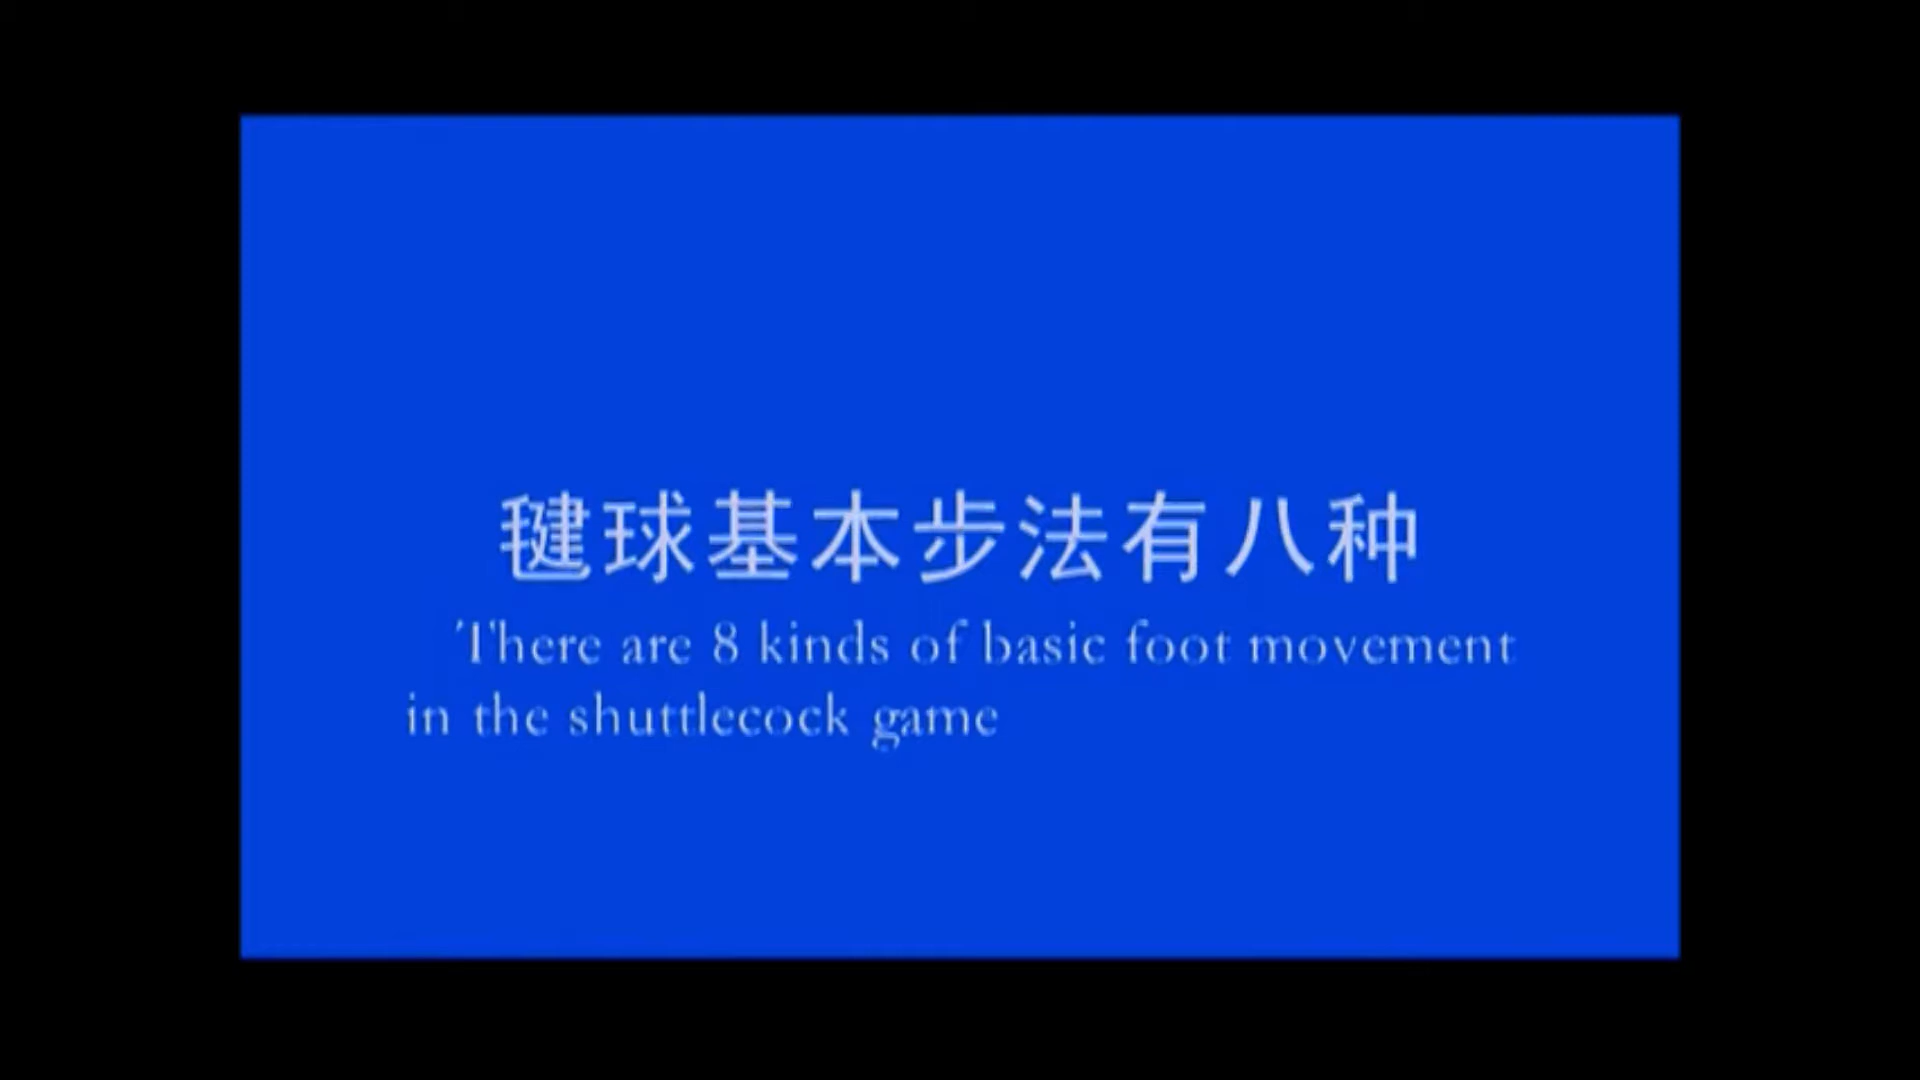 毽球基本步法有八种
There are 8 kinds of basic foot movement
in the shuttlecock game